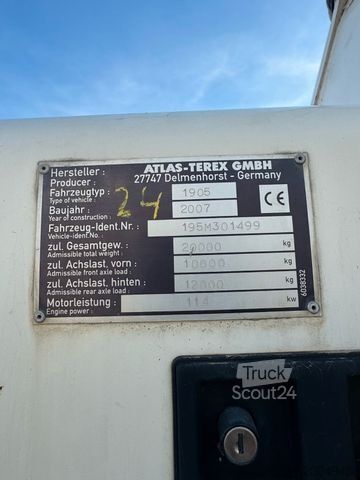 Hersteller : ATLAS-TEREX GMBH
Producer : 27747 Delmenhorst - Germany
Fahrzeugtyp : 1905
Type of vehicle :
Baujahr : 24 2007
Year of construction :
CE
Fahrzeug-Ident.Nr. : 195M301499
Vehicle-ident.No. :
zul. Gesamtgew. : 20000 kg
Admissible total weight :
zul. Achslast. vorn : 10000 kg
Admissible front axle load :
zul. Achslast. hinten : 12000 kg
Admissible rear axle load :
Motorleistung : 114 kw
Engine power :
6038332
Truck
Scout24